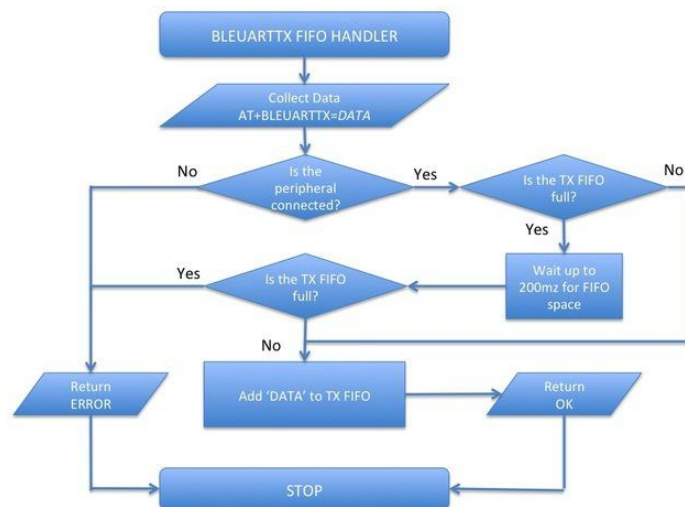 BLEUARTTX FIFO HANDLER
Collect Data
AT+BLEUARTTX=DATA
No
Is the
peripheral
connected?
Yes
Is the TX FIFO
full?
No
Yes
Yes
Is the TX FIFO
full?
Wait up to
200mz for FIFO
space
No
Return
ERROR
Add 'DATA' to TX FIFO
Return
OK
STOP